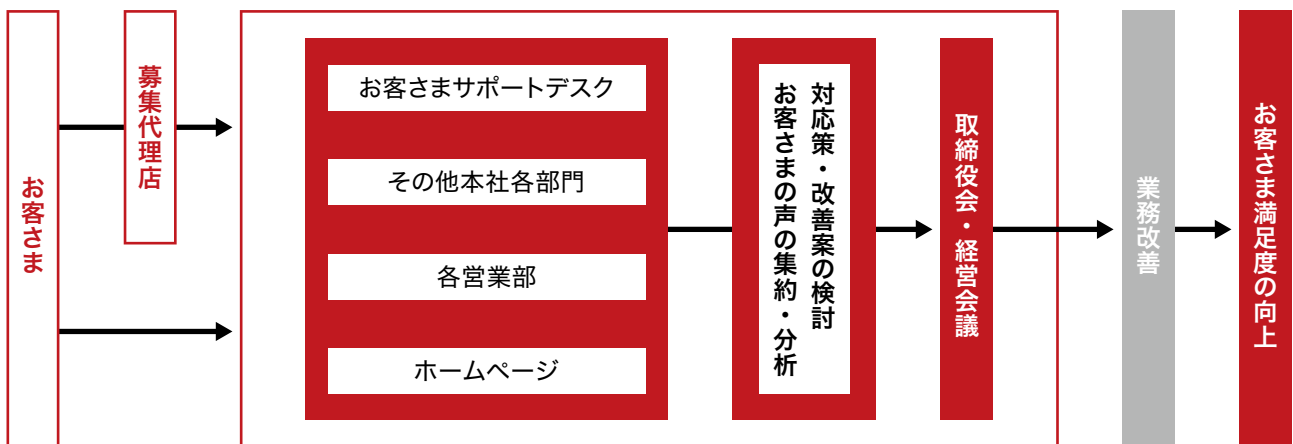 お客さま
募集代理店
お客さまサポートデスク
その他本社各部門
各営業部
ホームページ
対応策・改善案の検討
お客さまの声の集約・分析
取締役会・経営会議
業務改善
お客さま満足度の向上